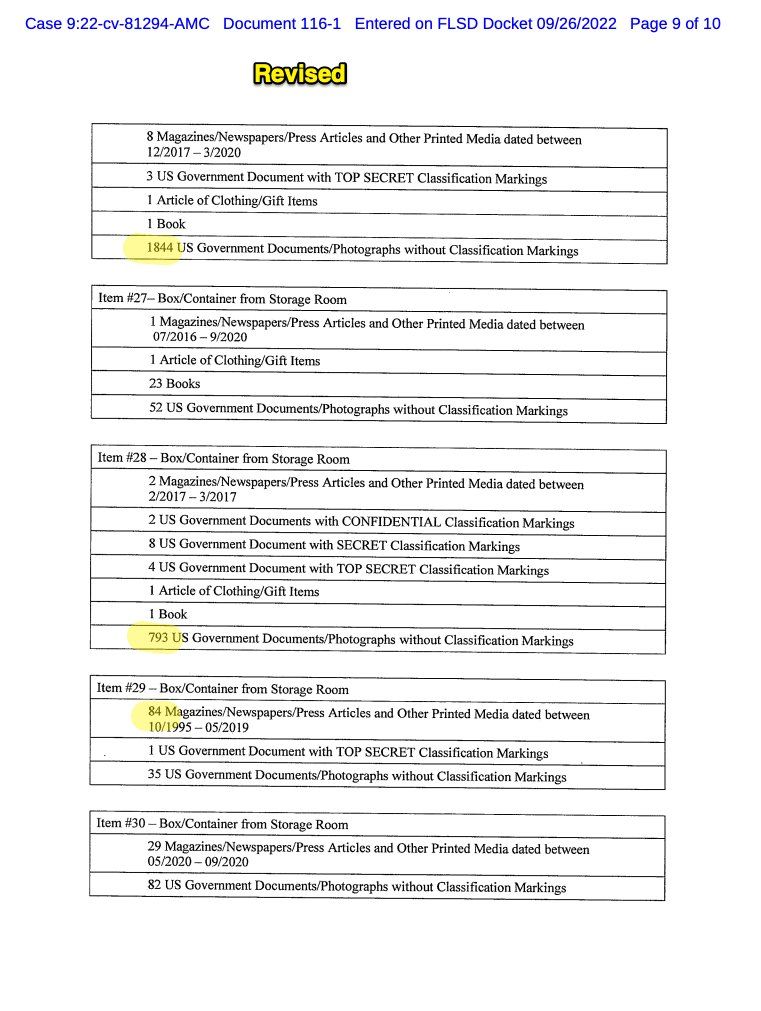 Case 9:22-cv-81294-AMC Document 116-1 Entered on FLSD Docket 09/26/2022 Page 9 of 10
Revised
8 Magazines/Newspapers/Press Articles and Other Printed Media dated between
12/2017 – 3/2020
3 US Government Document with TOP SECRET Classification Markings
1 Article of Clothing/Gift Items
1 Book
1844 US Government Documents/Photographs without Classification Markings
Item #27– Box/Container from Storage Room
1 Magazines/Newspapers/Press Articles and Other Printed Media dated between
07/2016 – 9/2020
1 Article of Clothing/Gift Items
23 Books
52 US Government Documents/Photographs without Classification Markings
Item #28 – Box/Container from Storage Room
2 Magazines/Newspapers/Press Articles and Other Printed Media dated between
2/2017 – 3/2017
2 US Government Documents with CONFIDENTIAL Classification Markings
8 US Government Document with SECRET Classification Markings
4 US Government Document with TOP SECRET Classification Markings
1 Article of Clothing/Gift Items
1 Book
793 US Government Documents/Photographs without Classification Markings
Item #29 – Box/Container from Storage Room
84 Magazines/Newspapers/Press Articles and Other Printed Media dated between
10/1995 – 05/2019
1 US Government Document with TOP SECRET Classification Markings
35 US Government Documents/Photographs without Classification Markings
Item #30 – Box/Container from Storage Room
29 Magazines/Newspapers/Press Articles and Other Printed Media dated between
05/2020 – 09/2020
82 US Government Documents/Photographs without Classification Markings